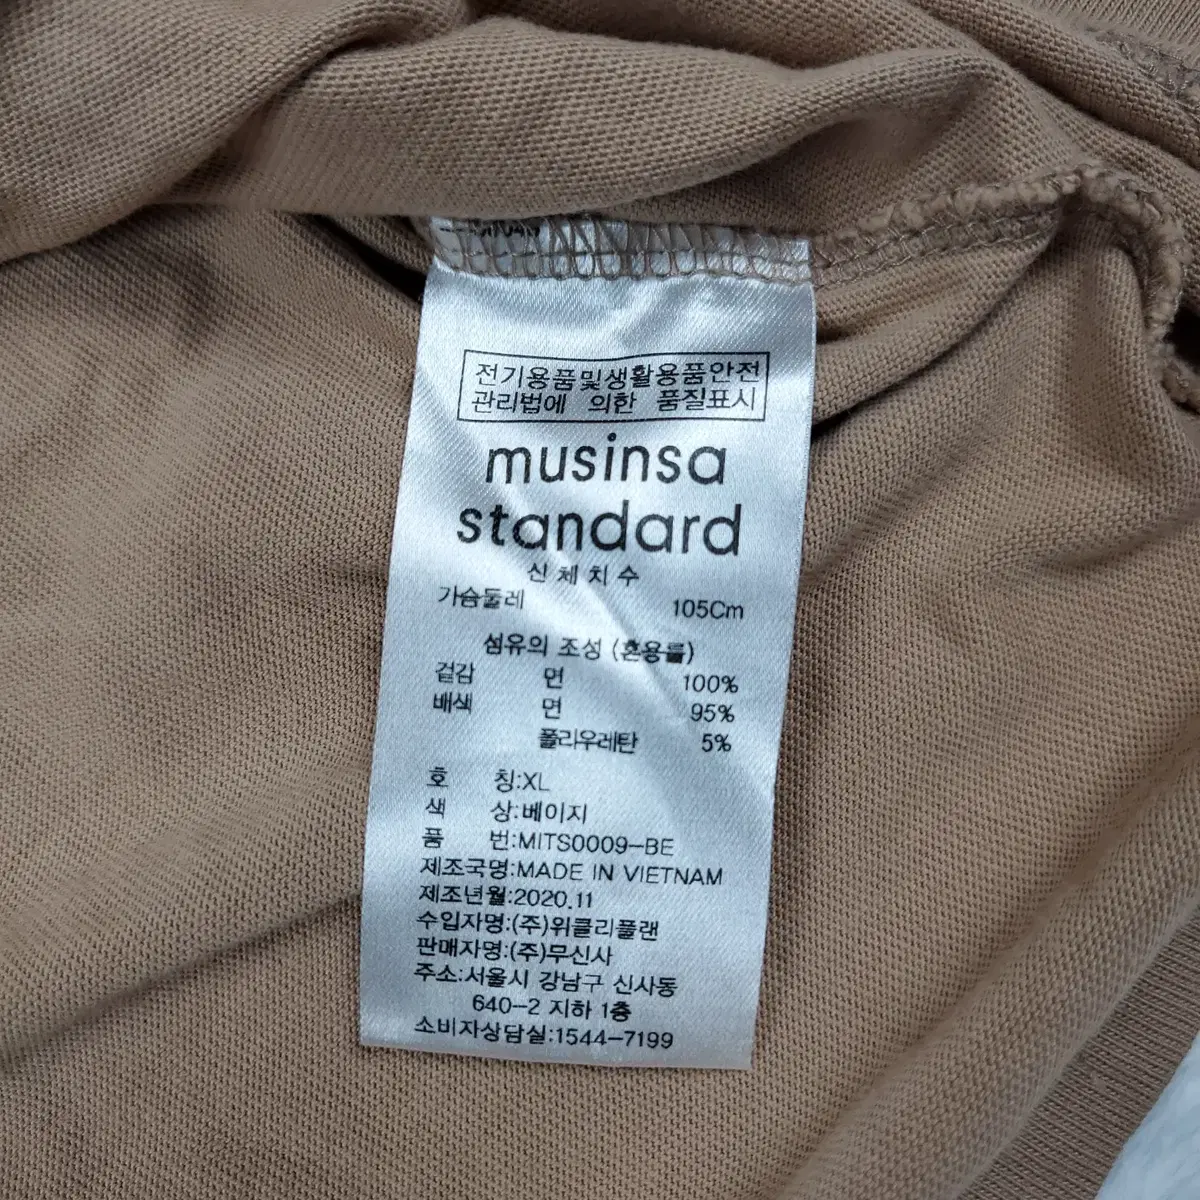 전기용품및생활용품안전
관리법에 의한 품질표시
musinsa
standard
신체치수
가슴둘레 105Cm
섬유의 조성 (혼용률)
겉감 면 100%
배색 면 95%
폴리우레탄 5%
호 칭:XL
색 상:베이지
품 번:MITS0009-BE
제조국명:MADE IN VIETNAM
제조년월:2020.11
수입자명:(주)위클리플랜
판매자명:(주)무신사
주소:서울시 강남구 신사동
640-2 지하 1층
소비자상담실:1544-7199